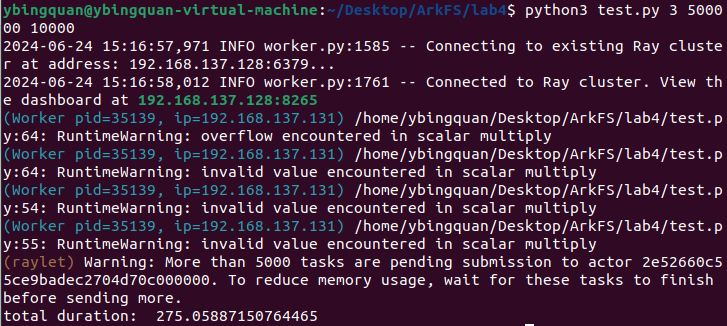 ybingquan@ybingquan-virtual-machine:~/Desktop/ArkFS/lab4$ python3 test.py 3 5000
00 10000
2024-06-24 15:16:57,971 INFO worker.py:1585 -- Connecting to existing Ray cluste
r at address: 192.168.137.128:6379...
2024-06-24 15:16:58,012 INFO worker.py:1761 -- Connected to Ray cluster. View th
e dashboard at 192.168.137.128:8265
(Worker pid=35139, ip=192.168.137.131) /home/ybingquan/Desktop/ArkFS/lab4/test.p
y:64: RuntimeWarning: overflow encountered in scalar multiply
(Worker pid=35139, ip=192.168.137.131) /home/ybingquan/Desktop/ArkFS/lab4/test.p
y:64: RuntimeWarning: invalid value encountered in scalar multiply
(Worker pid=35139, ip=192.168.137.131) /home/ybingquan/Desktop/ArkFS/lab4/test.p
y:54: RuntimeWarning: invalid value encountered in scalar multiply
(Worker pid=35139, ip=192.168.137.131) /home/ybingquan/Desktop/ArkFS/lab4/test.p
y:55: RuntimeWarning: invalid value encountered in scalar multiply
(raylet) Warning: More than 5000 tasks are pending submission to actor 2e52660c5
5ce9badec2704d70c000000. To reduce memory usage, wait for these tasks to finish
before sending more.
total duration:  275.05887150764465